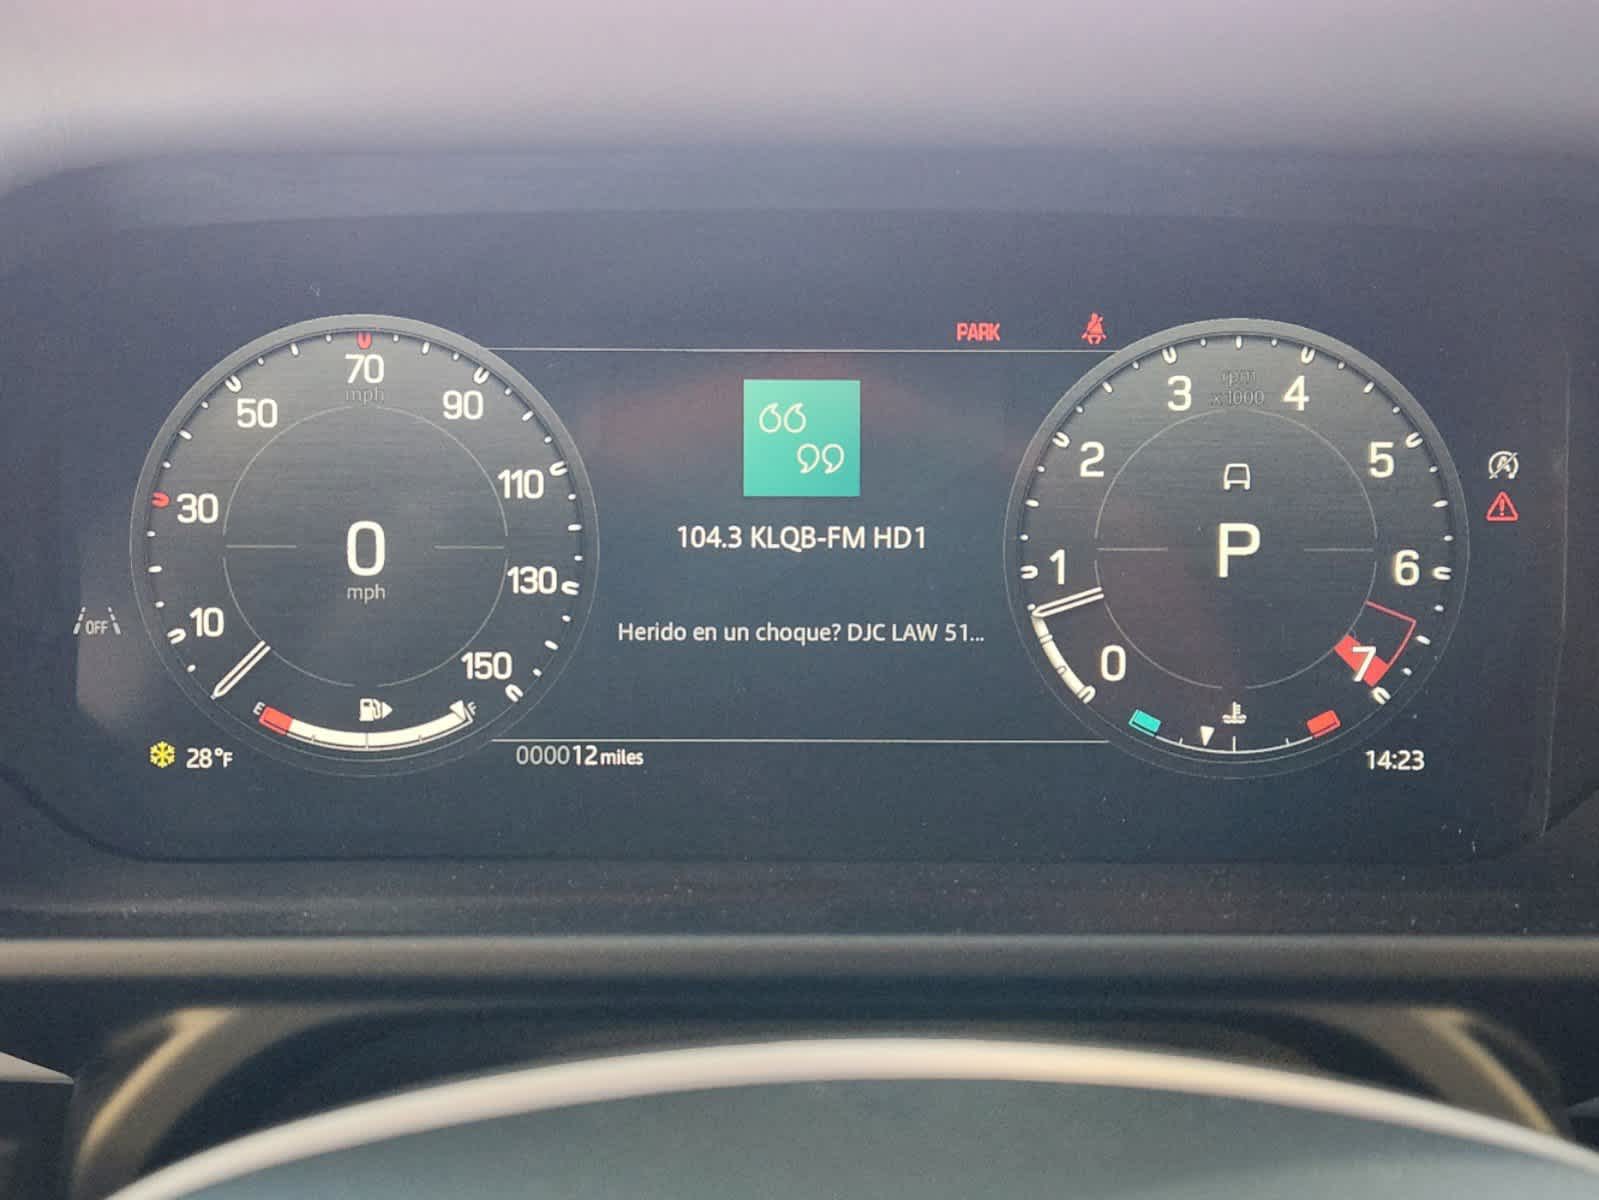 PARK
70
mph
50
90
30
110
0
mph
10
130
150
E
F
OFF
104.3 KLQB-FM HD1
Herido en un choque? DJC LAW 51...
rpm
x 1000
3
4
2
5
1
P
6
0
7
28°F
000012 miles
14:23